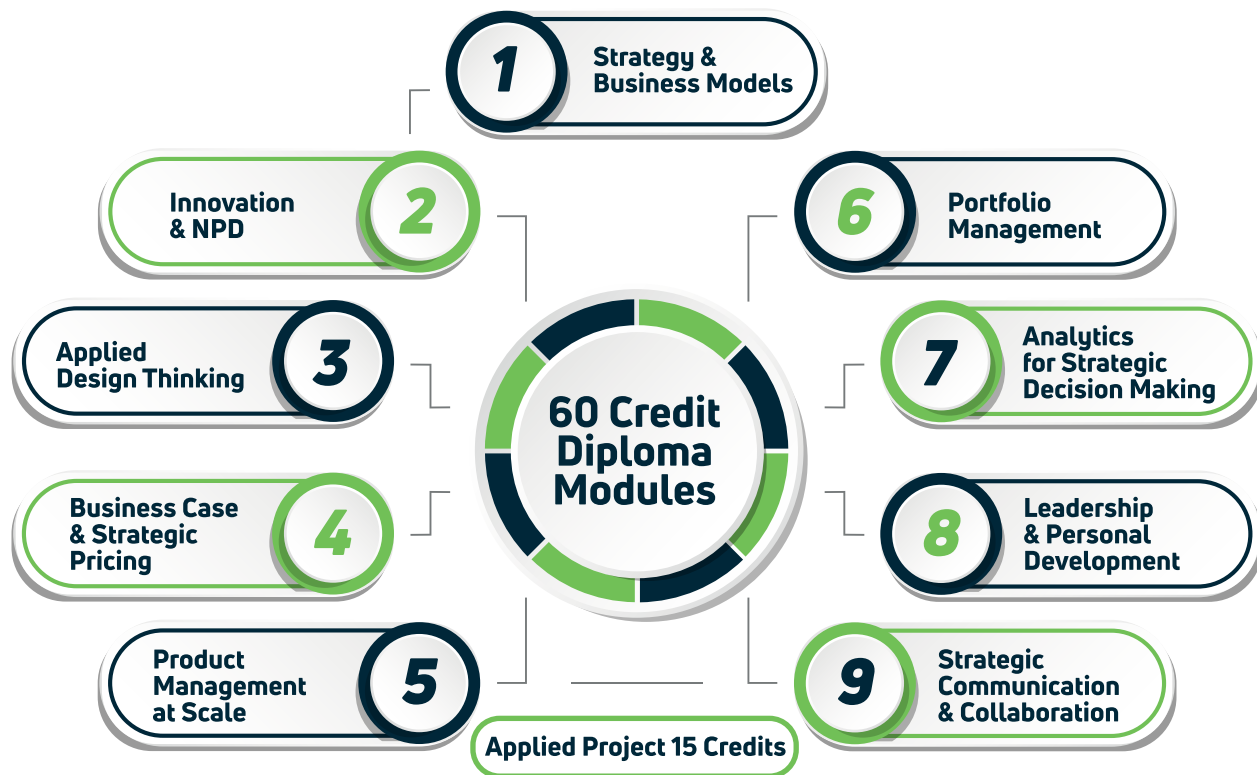 1
Strategy &
Business Models
2
Innovation
& NPD
3
Applied
Design Thinking
4
Business Case
& Strategic
Pricing
5
Product
Management
at Scale
6
Portfolio
Management
7
Analytics
for Strategic
Decision Making
8
Leadership
& Personal
Development
9
Strategic
Communication
& Collaboration
60 Credit
Diploma
Modules
Applied Project 15 Credits